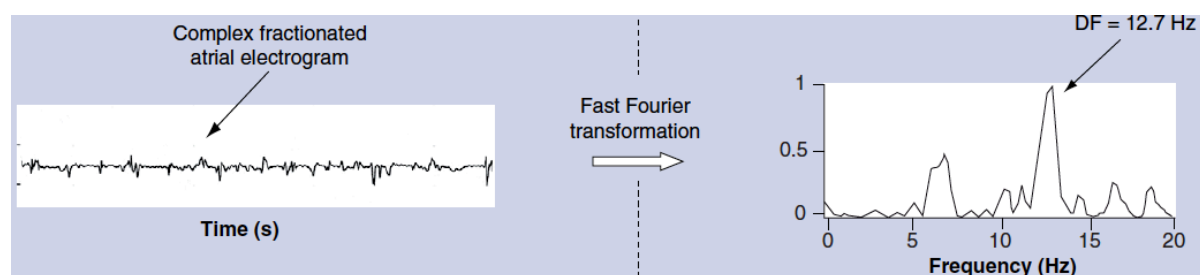 Complex fractionated
atrial electrogram
Time (s)
Fast Fourier
transformation
DF = 12.7 Hz
1
0.5
0
0 5 10 15 20
Frequency (Hz)